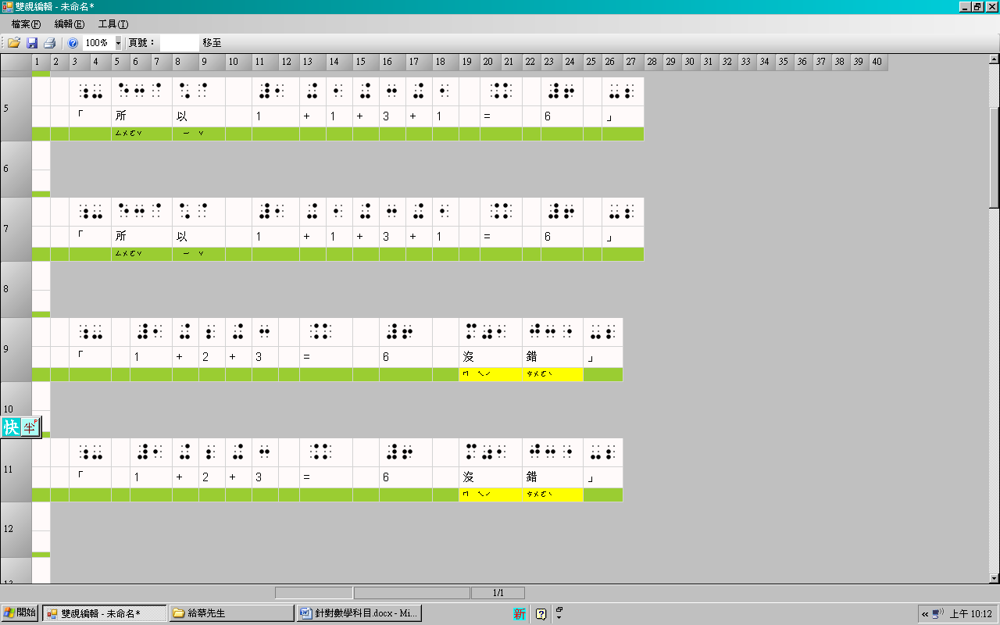 雙視編輯 - 未命名*
檔案(F) 編輯(E) 工具(T)
100% 頁號： 移至
1 2 3 4 5 6 7 8 9 10 11 12 13 14 15 16 17 18 19 20 21 22 23 24 25 26 27 28 29 30 31 32 33 34 35 36 37 38 39 40
5
「 所 以 1 + 1 + 3 + 1 = 6 」
ㄙㄨㄛˇ ㄧ ˇ
6
7
「 所 以 1 + 1 + 3 + 1 = 6 」
ㄙㄨㄛˇ ㄧ ˇ
8
9
「 1 + 2 + 3 = 6 沒 錯 」
ㄇ ㄟˊ ㄘㄨㄛˋ
10
快 半
11
「 1 + 2 + 3 = 6 沒 錯 」
ㄇ ㄟˊ ㄘㄨㄛˋ
12
13
1/1
開始 雙視編輯 - 未命名* 給蔡先生 針對數學科目.docx - Mi... 新 « 上午 10:12